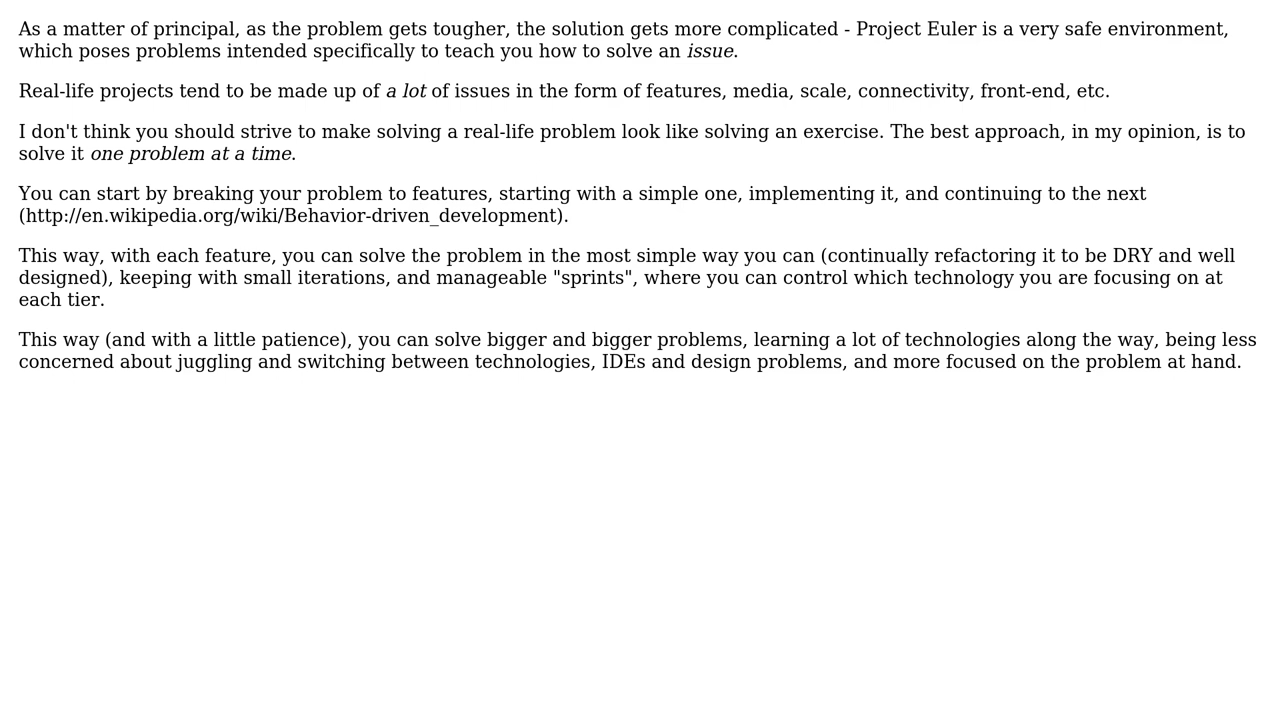 As a matter of principal, as the problem gets tougher, the solution gets more complicated - Project Euler is a very safe environment,
which poses problems intended specifically to teach you how to solve an issue.
Real-life projects tend to be made up of a lot of issues in the form of features, media, scale, connectivity, front-end, etc.
I don't think you should strive to make solving a real-life problem look like solving an exercise. The best approach, in my opinion, is to
solve it one problem at a time.
You can start by breaking your problem to features, starting with a simple one, implementing it, and continuing to the next
(http://en.wikipedia.org/wiki/Behavior-driven_development).
This way, with each feature, you can solve the problem in the most simple way you can (continually refactoring it to be DRY and well
designed), keeping with small iterations, and manageable "sprints", where you can control which technology you are focusing on at
each tier.
This way (and with a little patience), you can solve bigger and bigger problems, learning a lot of technologies along the way, being less
concerned about juggling and switching between technologies, IDEs and design problems, and more focused on the problem at hand.